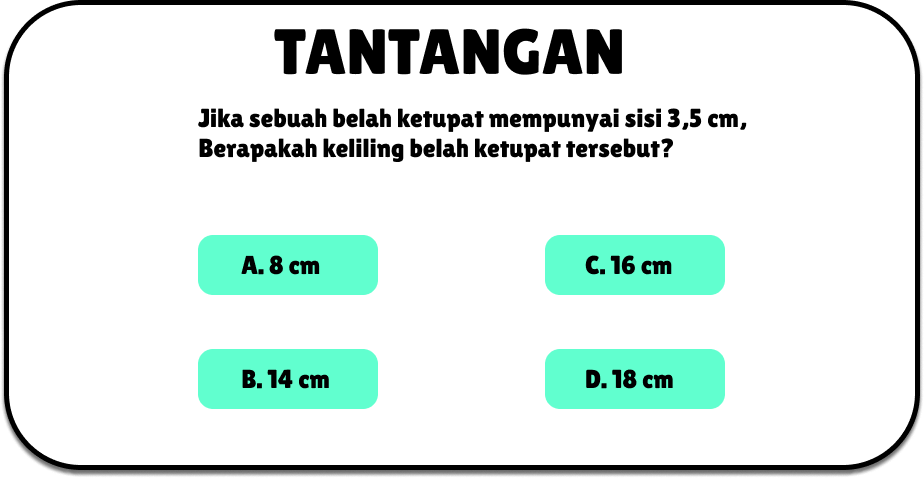 TANTANGAN
Jika sebuah belah ketupat mempunyai sisi 3,5 cm,
Berapakah keliling belah ketupat tersebut?
A. 8 cm
C. 16 cm
B. 14 cm
D. 18 cm